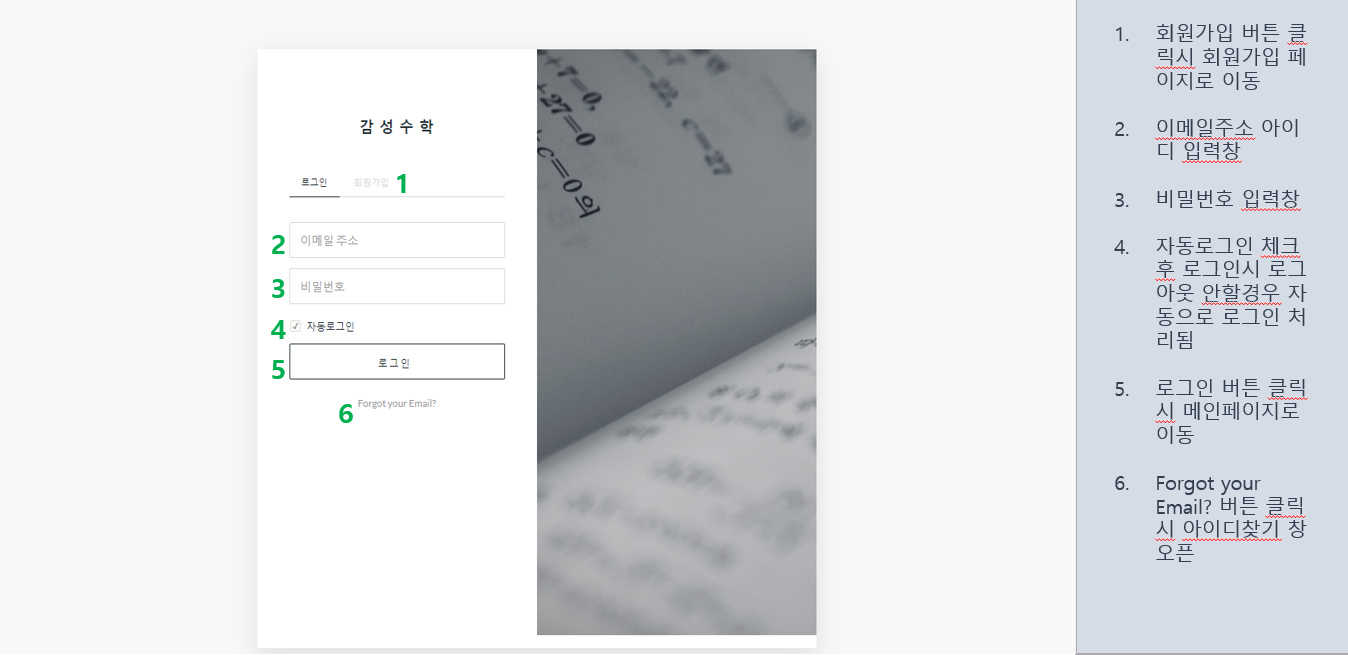 감성수학
로그인 회원가입 1
2 이메일 주소
3 비밀번호
4 자동로그인
5 로그인
6 Forgot your Email?
+7=0,
+27=0
c=0의
c=27
1. 회원가입 버튼 클
릭시 회원가입 페
이지로 이동
2. 이메일주소 아이
디 입력창
3. 비밀번호 입력창
4. 자동로그인 체크
후 로그인시 로그
아웃 안할경우 자
동으로 로그인 처
리됨
5. 로그인 버튼 클릭
시 메인페이지로
이동
6. Forgot your
Email? 버튼 클릭
시 아이디찾기 창
오픈